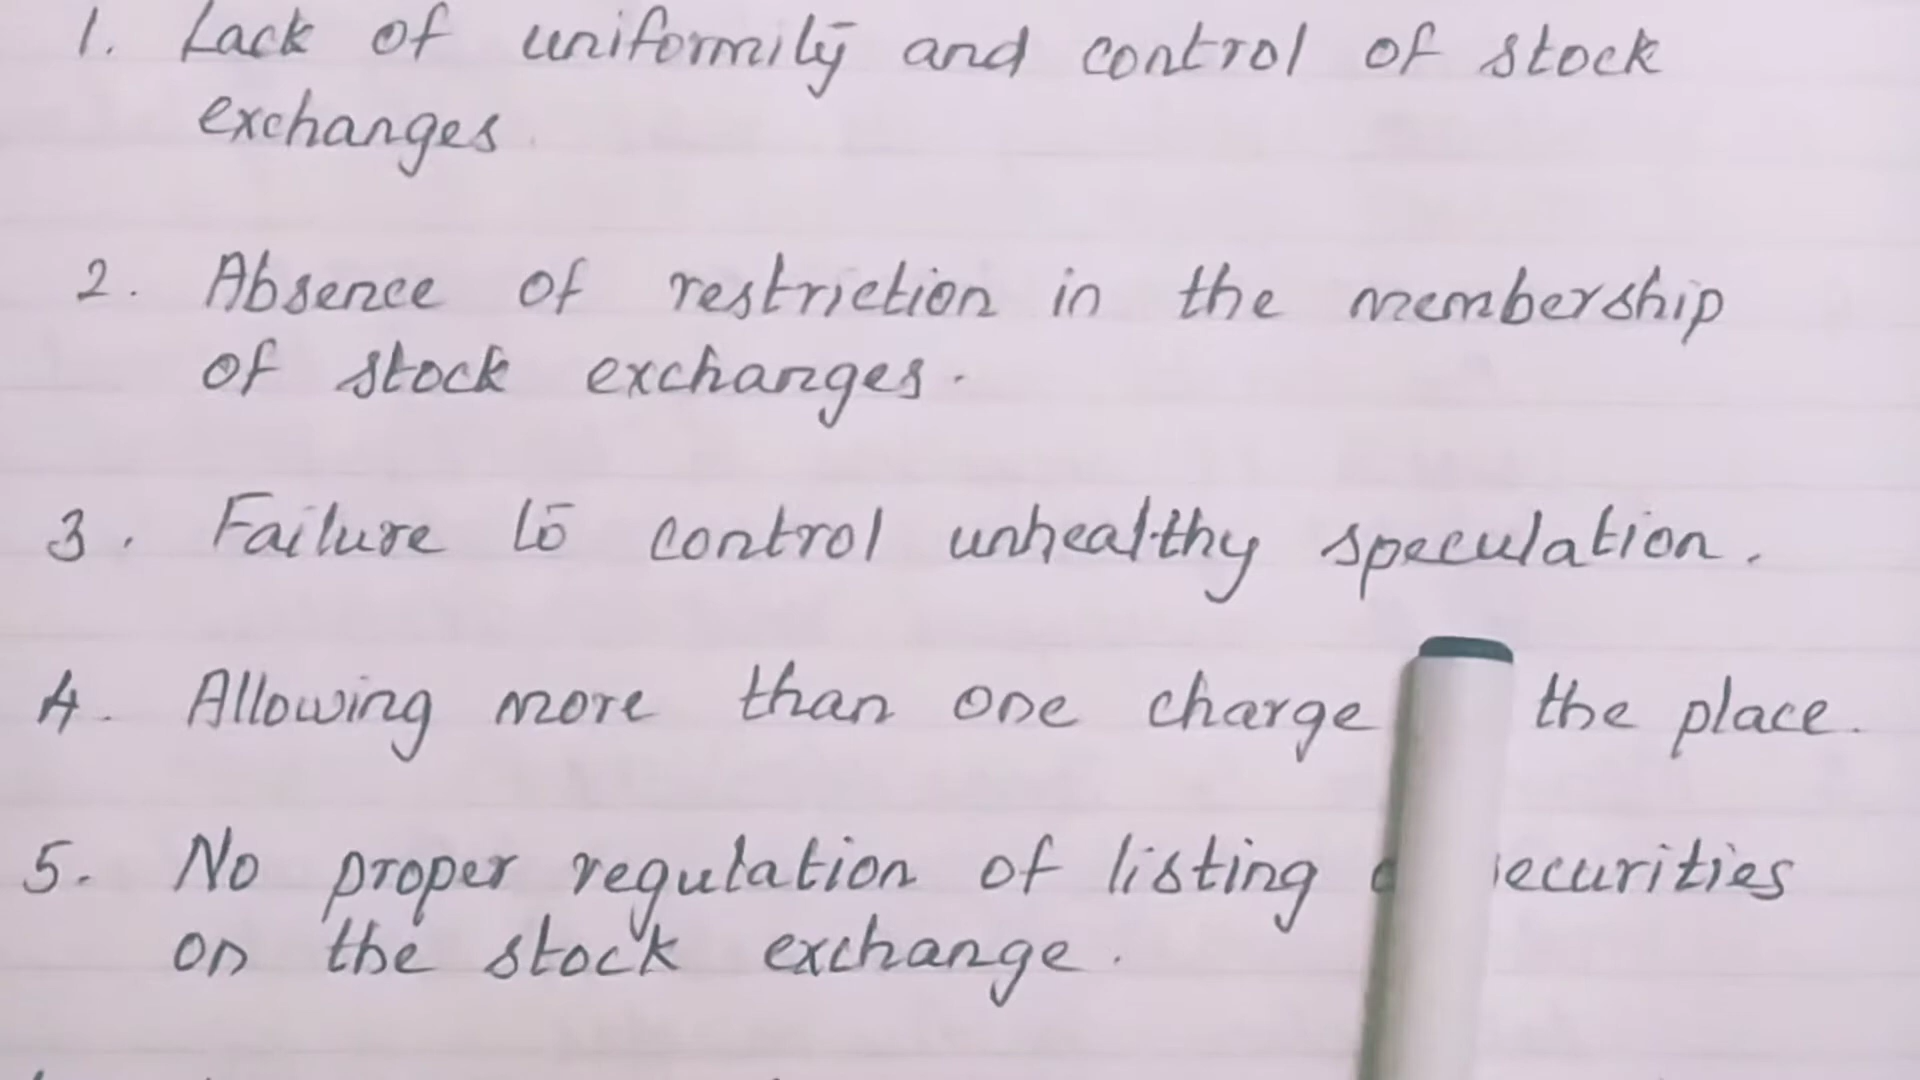 1. Lack of uniformity and control of stock
exchanges.
2. Absence of restriction in the membership
of stock exchanges.
3. Failure to control unhealthy speculation.
4. Allowing more than one charge the place.
5. No proper regulation of listing securities
on the stock exchange.